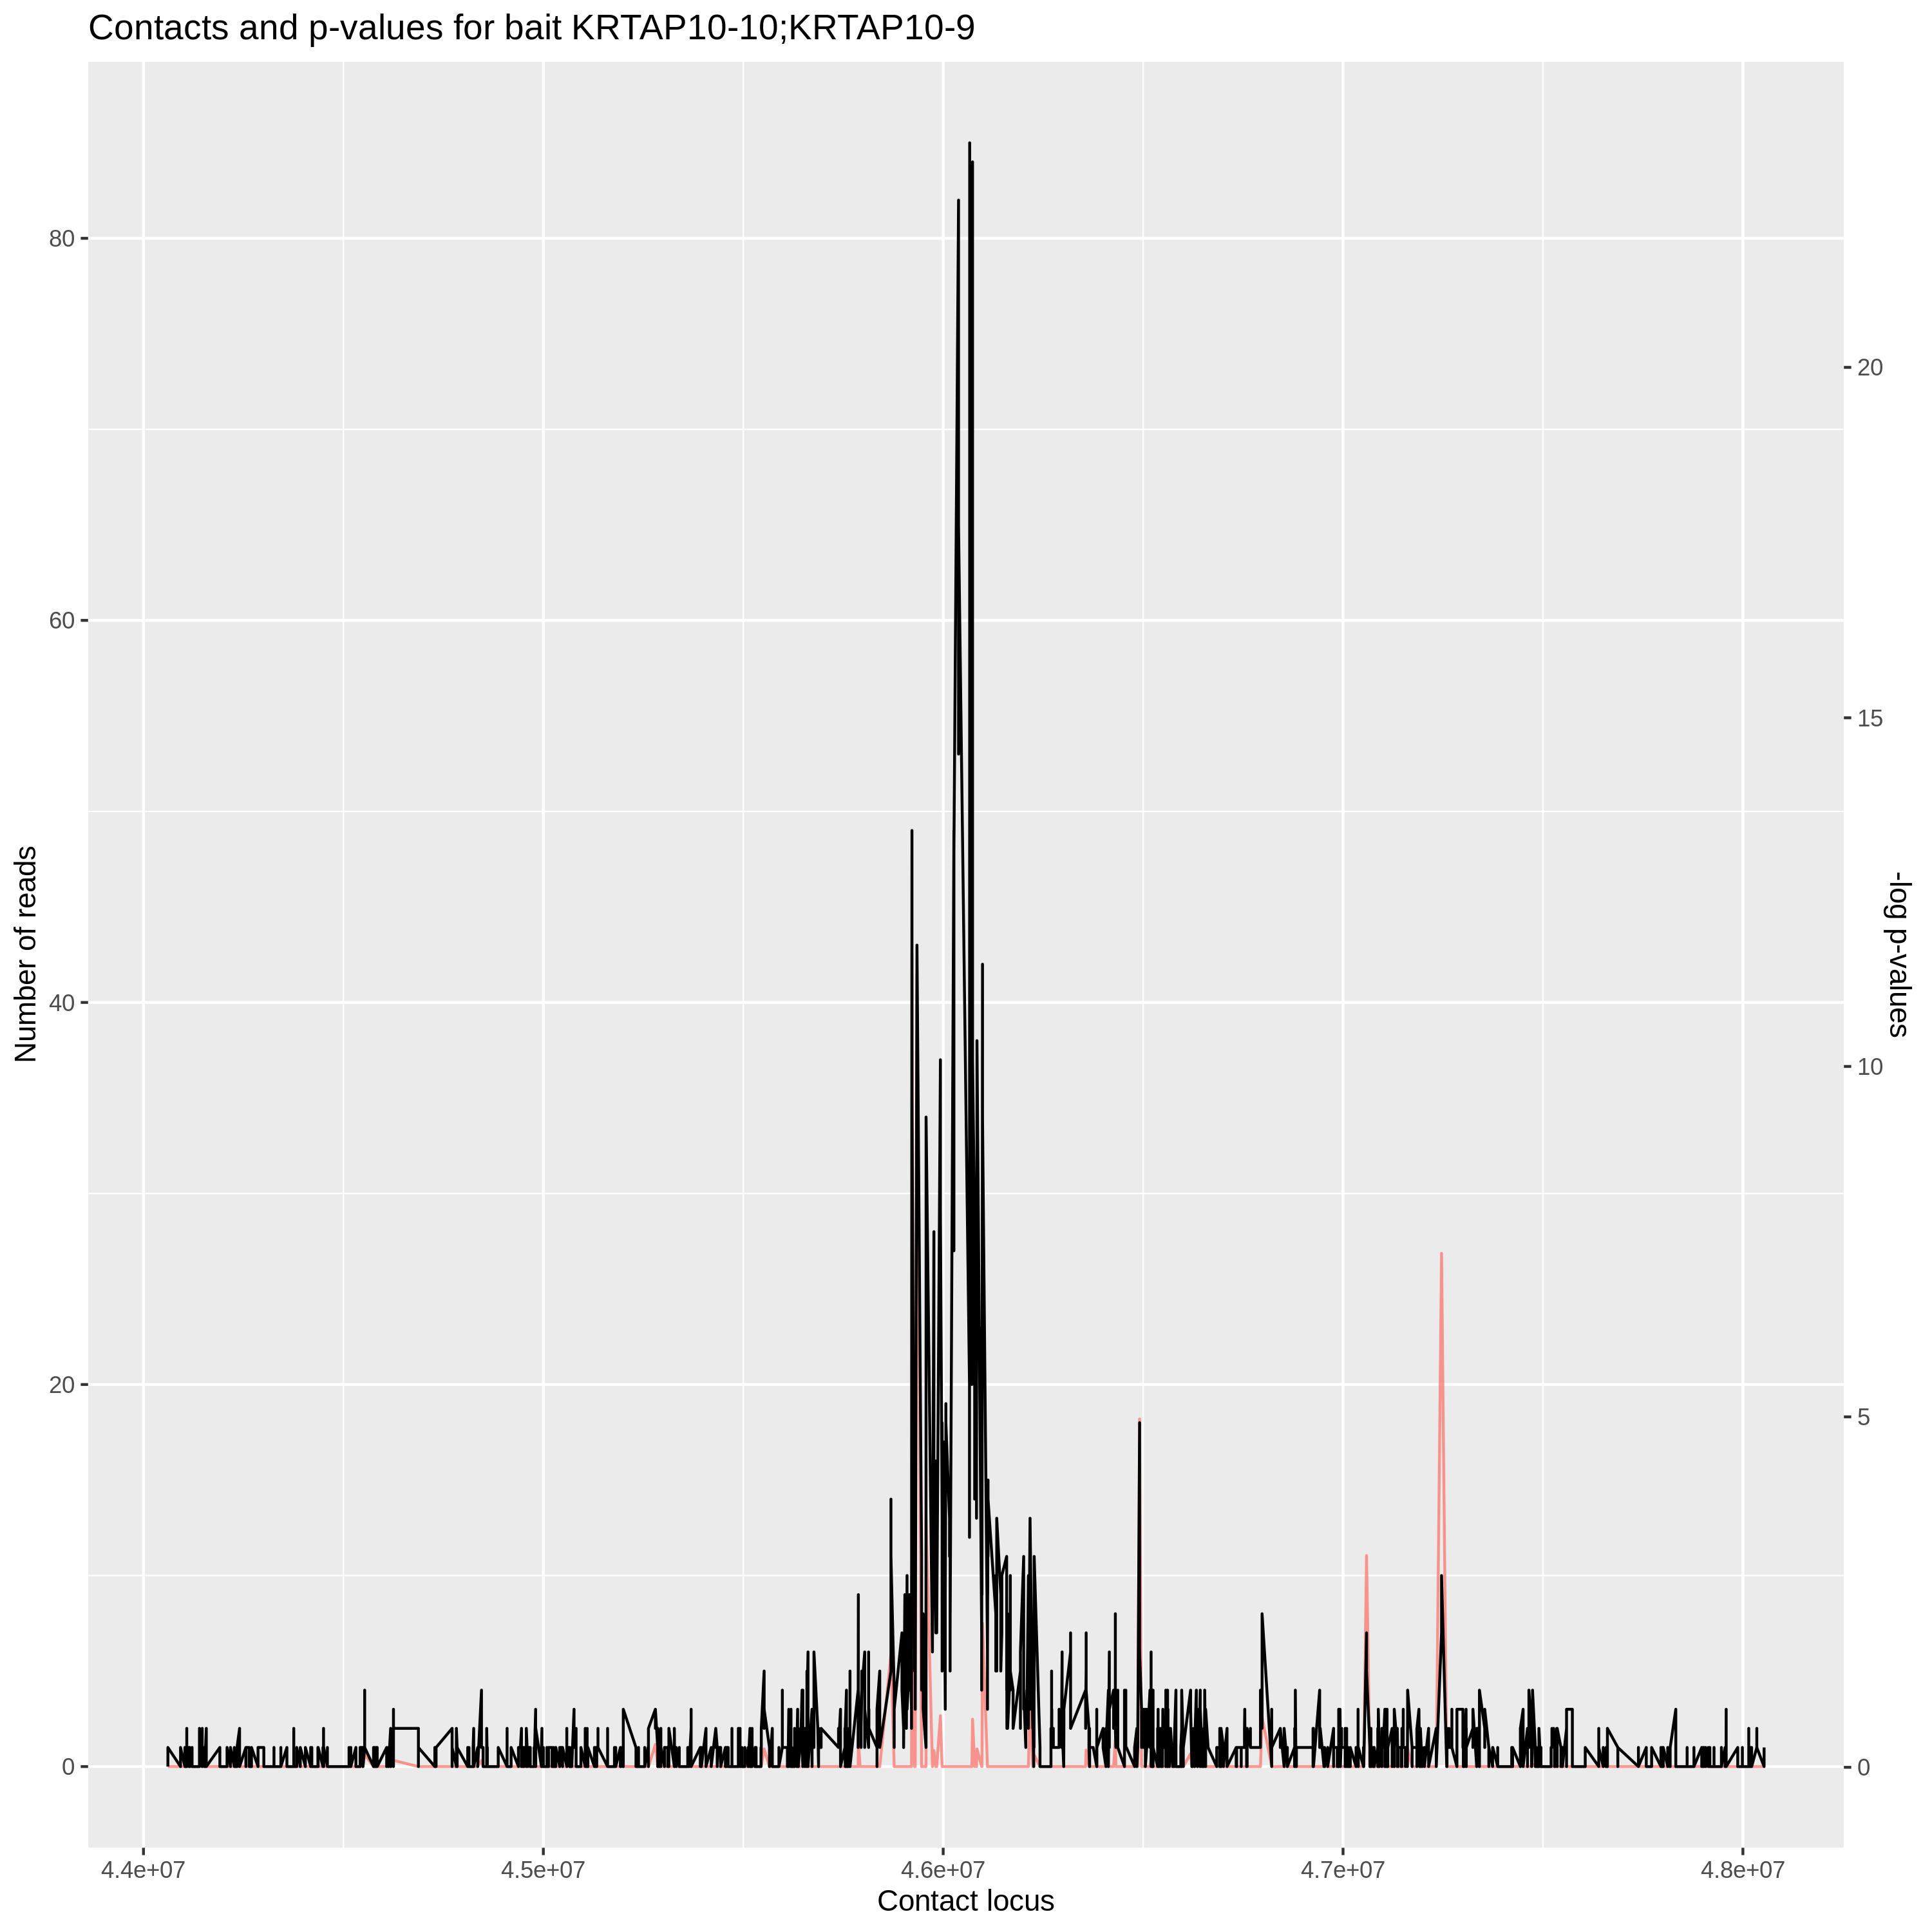 Contacts and p-values for bait KRTAP10-10;KRTAP10-9
Number of reads
80
60
40
20
0
20
15
10
5
0
-log p-values
4.4e+07
4.5e+07
4.6e+07
4.7e+07
4.8e+07
Contact locus